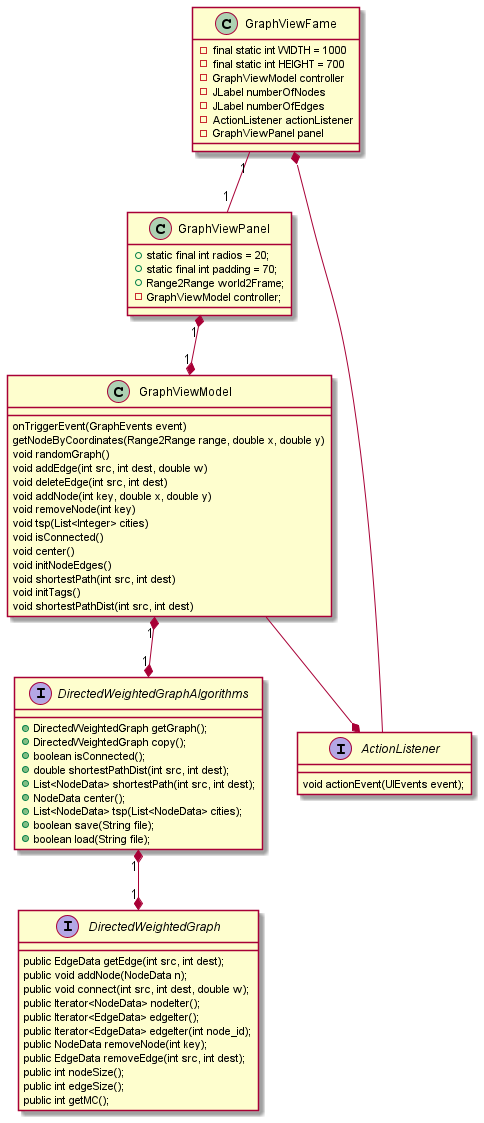 C GraphViewFame
final static int WIDTH = 1000
final static int HEIGHT = 700
GraphViewModel controller
JLabel numberOfNodes
JLabel numberOfEdges
ActionListener actionListener
GraphViewPanel panel
1
1
C GraphViewPanel
static final int radios = 20;
static final int padding = 70;
Range2Range world2Frame;
GraphViewModel controller;
1
1
C GraphViewModel
onTriggerEvent(GraphEvents event)
getNodeByCoordinates(Range2Range range, double x, double y)
void randomGraph()
void addEdge(int src, int dest, double w)
void deleteEdge(int src, int dest)
void addNode(int key, double x, double y)
void removeNode(int key)
void tsp(List<Integer> cities)
void isConnected()
void center()
void initNodeEdges()
void shortestPath(int src, int dest)
void initTags()
void shortestPathDist(int src, int dest)
1
1
I DirectedWeightedGraphAlgorithms
DirectedWeightedGraph getGraph();
DirectedWeightedGraph copy();
boolean isConnected();
double shortestPathDist(int src, int dest);
List<NodeData> shortestPath(int src, int dest);
NodeData center();
List<NodeData> tsp(List<NodeData> cities);
boolean save(String file);
boolean load(String file);
I ActionListener
void actionEvent(UIEvents event);
1
1
I DirectedWeightedGraph
public EdgeData getEdge(int src, int dest);
public void addNode(NodeData n);
public void connect(int src, int dest, double w);
public Iterator<NodeData> nodeIter();
public Iterator<EdgeData> edgeIter();
public Iterator<EdgeData> edgeIter(int node_id);
public NodeData removeNode(int key);
public EdgeData removeEdge(int src, int dest);
public int nodeSize();
public int edgeSize();
public int getMC();